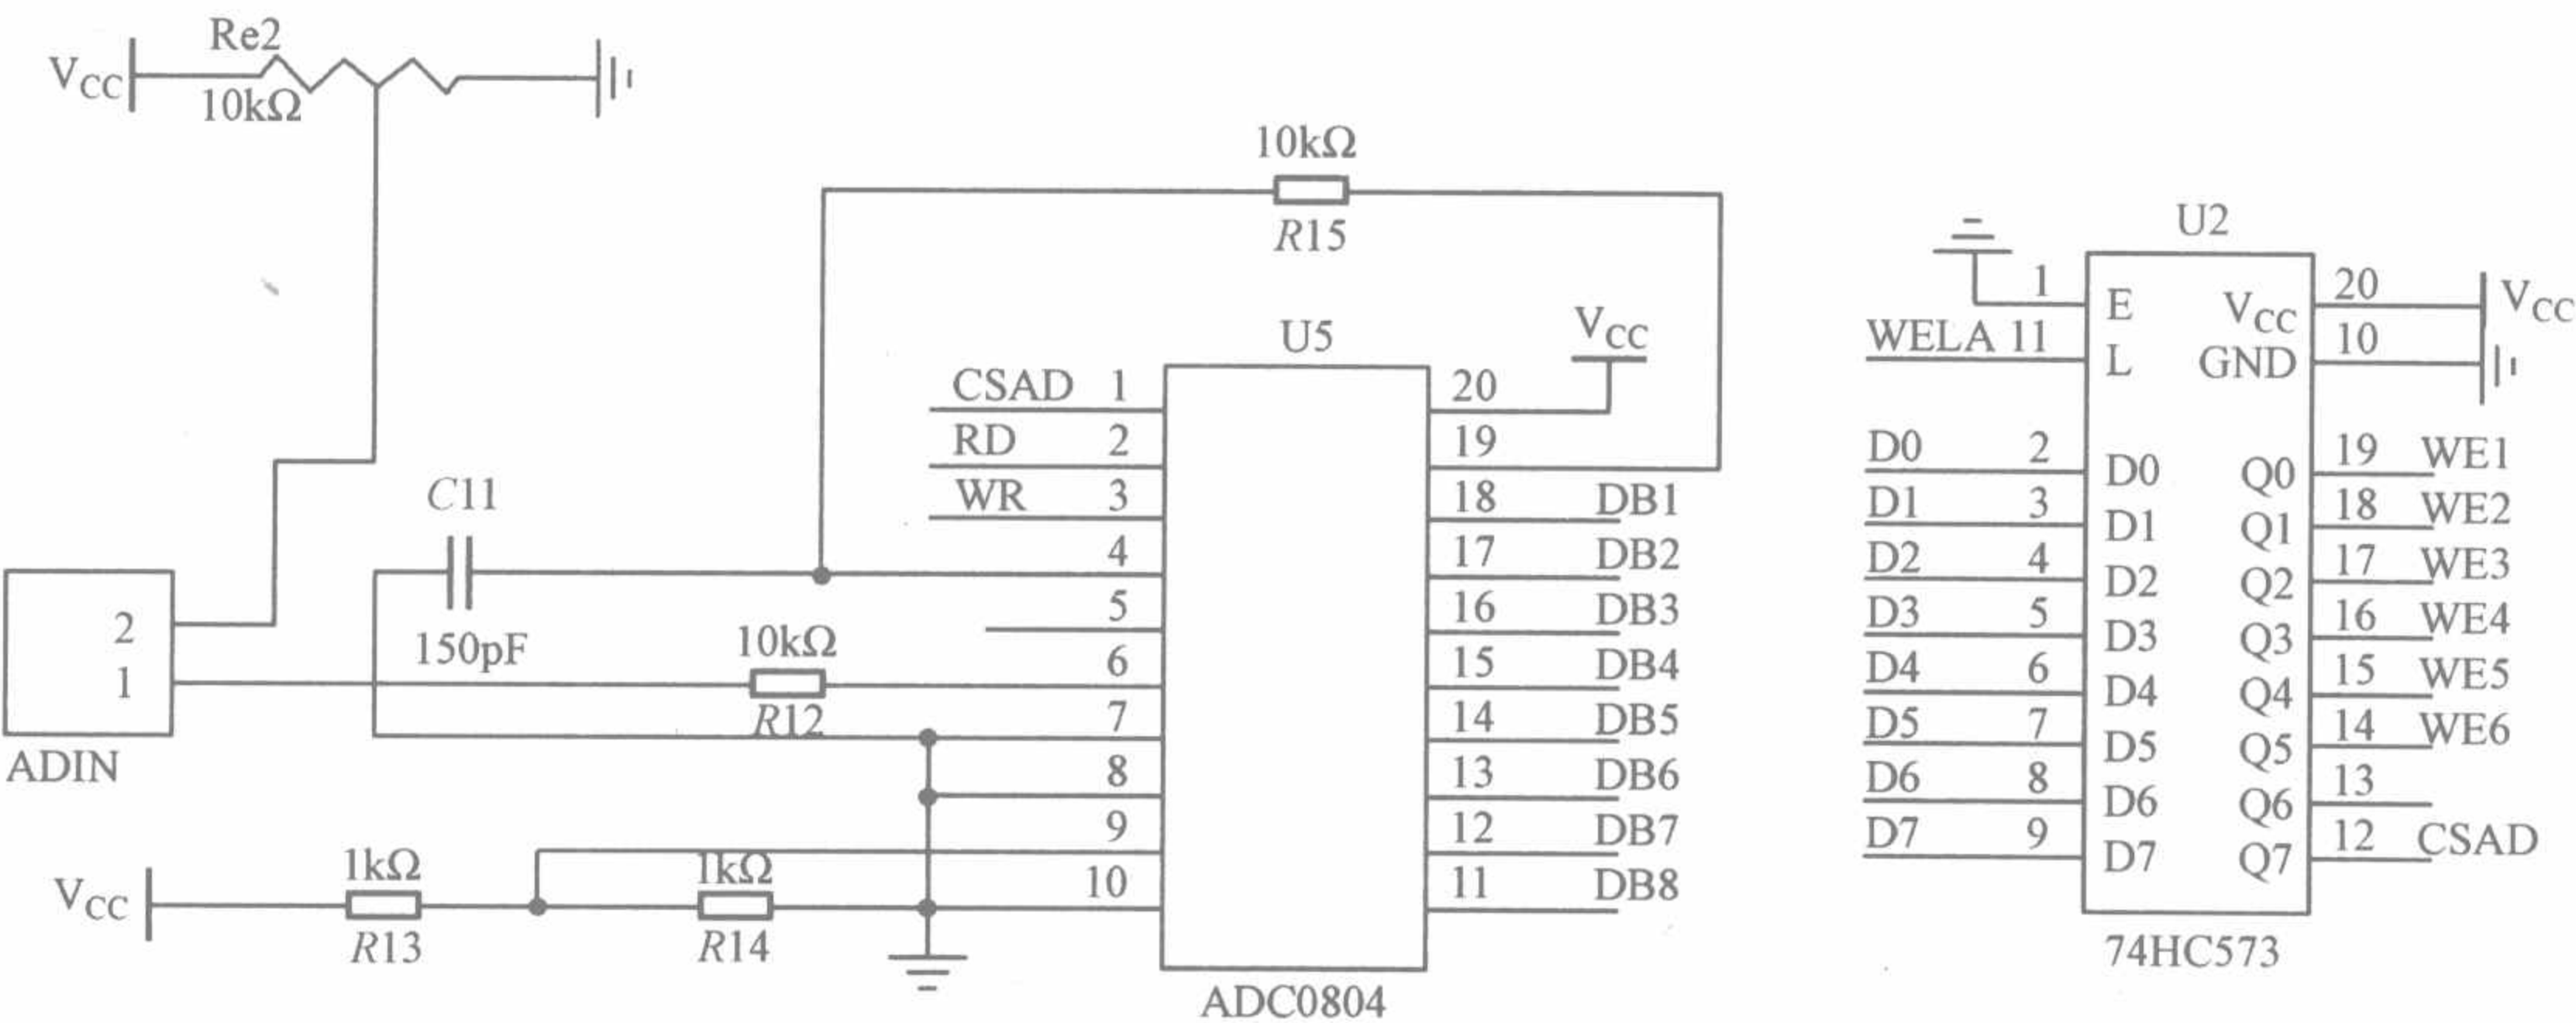 Re2
V_CC
10kΩ
10kΩ
R15
U5
V_CC
CSAD 1
RD 2
WR 3
4
5
6
7
8
9
10
20
19
18 DB1
17 DB2
16 DB3
15 DB4
14 DB5
13 DB6
12 DB7
11 DB8
ADC0804
C11
150pF
2
1
ADIN
10kΩ
R12
V_CC
1kΩ
R13
1kΩ
R14
U2
1 E
WELA 11 L
D0 2 D0
D1 3 D1
D2 4 D2
D3 5 D3
D4 6 D4
D5 7 D5
D6 8 D6
D7 9 D7
V_CC 20 V_CC
GND 10
Q0 19 WE1
Q1 18 WE2
Q2 17 WE3
Q3 16 WE4
Q4 15 WE5
Q5 14 WE6
Q6 13
Q7 12 CSAD
74HC573